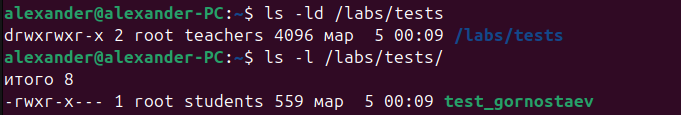 alexander@alexander-PC:~$ ls -ld /labs/tests
drwxrwxr-x 2 root teachers 4096 мар  5 00:09 /labs/tests
alexander@alexander-PC:~$ ls -l /labs/tests/
итого 8
-rwxr-x--- 1 root students 559 мар  5 00:09 test_gornostaev